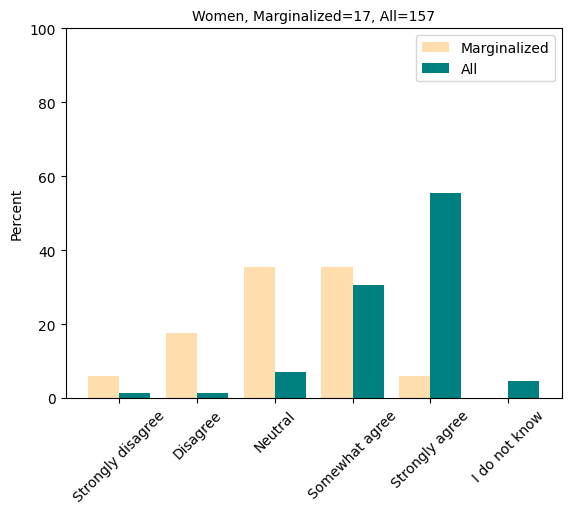 Women, Marginalized=17, All=157
Marginalized
All
Percent
100
80
60
40
20
0
Strongly disagree
Disagree
Neutral
Somewhat agree
Strongly agree
I do not know